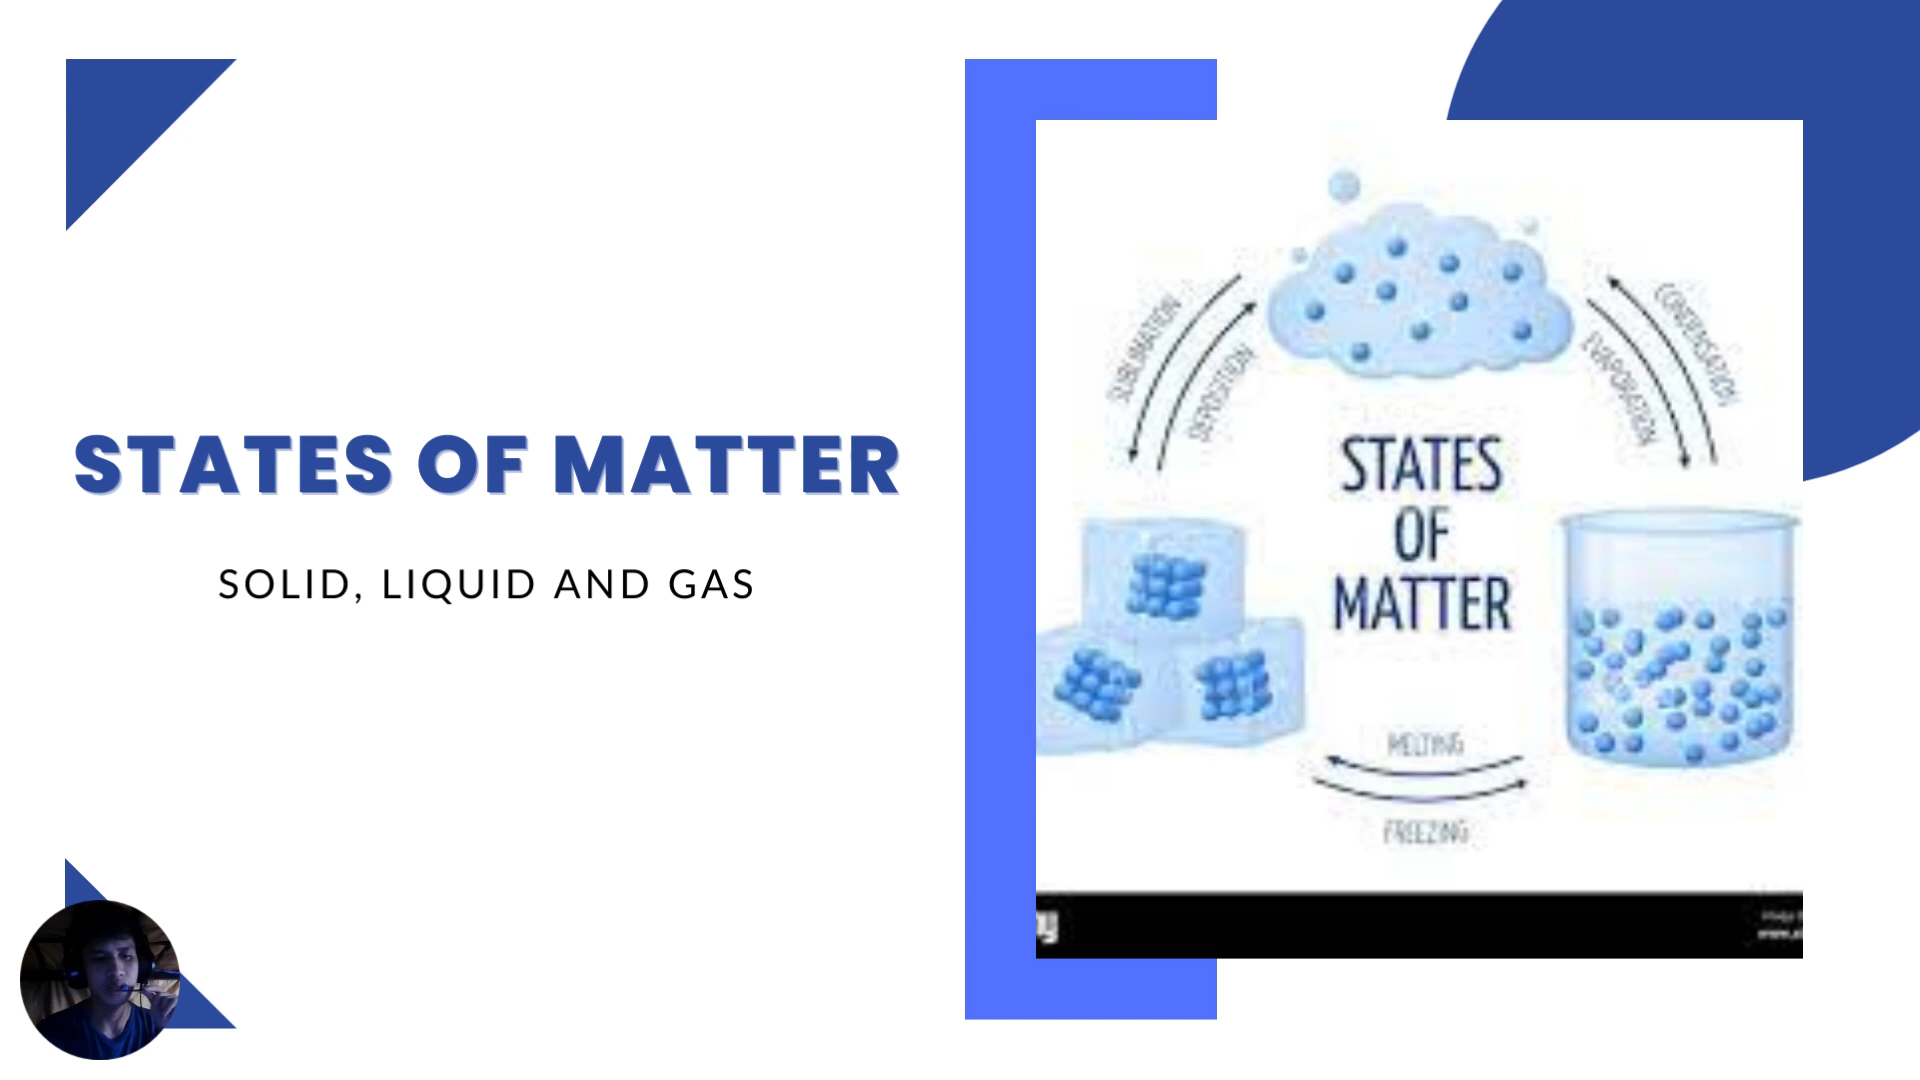 STATES OF MATTER
SOLID, LIQUID AND GAS
SUBLIMATION
DEPOSITION
CONDENSATION
EVAPORATION
STATES
OF
MATTER
MELTING
FREEZING